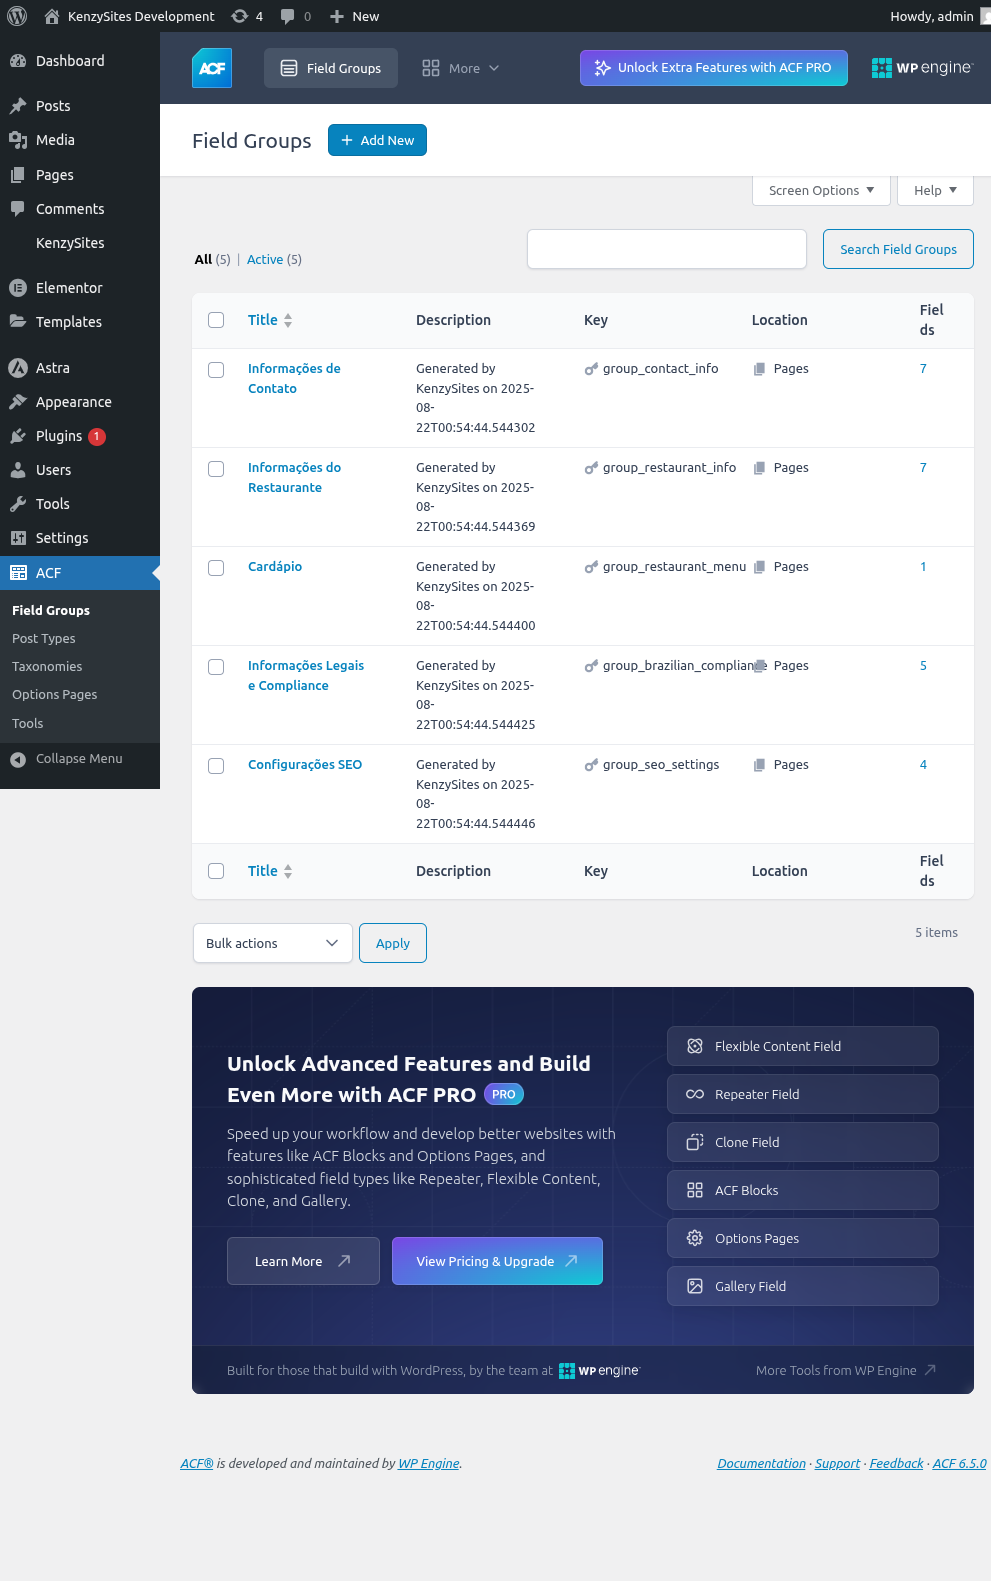 KenzySites Development 4 0 New Howdy, admin
Dashboard
Posts
Media
Pages
Comments
KenzySites
Elementor
Templates
Astra
Appearance
Plugins 1
Users
Tools
Settings
ACF
Field Groups
Post Types
Taxonomies
Options Pages
Tools
Collapse Menu
ACF Field Groups More Unlock Extra Features with ACF PRO WP engine
Field Groups Add New
Screen Options Help
All (5) | Active (5) Search Field Groups
Title Description Key Location Fiel
ds
Informações de
Contato
Generated by
KenzySites on 2025-
08-
22T00:54:44.544302
group_contact_info Pages 7
Informações do
Restaurante
Generated by
KenzySites on 2025-
08-
22T00:54:44.544369
group_restaurant_info Pages 7
Cardápio
Generated by
KenzySites on 2025-
08-
22T00:54:44.544400
group_restaurant_menu Pages 1
Informações Legais
e Compliance
Generated by
KenzySites on 2025-
08-
22T00:54:44.544425
group_brazilian_compliance Pages 5
Configurações SEO
Generated by
KenzySites on 2025-
08-
22T00:54:44.544446
group_seo_settings Pages 4
Title Description Key Location Fiel
ds
Bulk actions Apply 5 items
Unlock Advanced Features and Build
Even More with ACF PRO PRO
Speed up your workflow and develop better websites with
features like ACF Blocks and Options Pages, and
sophisticated field types like Repeater, Flexible Content,
Clone, and Gallery.
Learn More View Pricing & Upgrade
Flexible Content Field
Repeater Field
Clone Field
ACF Blocks
Options Pages
Gallery Field
Built for those that build with WordPress, by the team at WP engine More Tools from WP Engine
ACF® is developed and maintained by WP Engine. Documentation · Support · Feedback · ACF 6.5.0